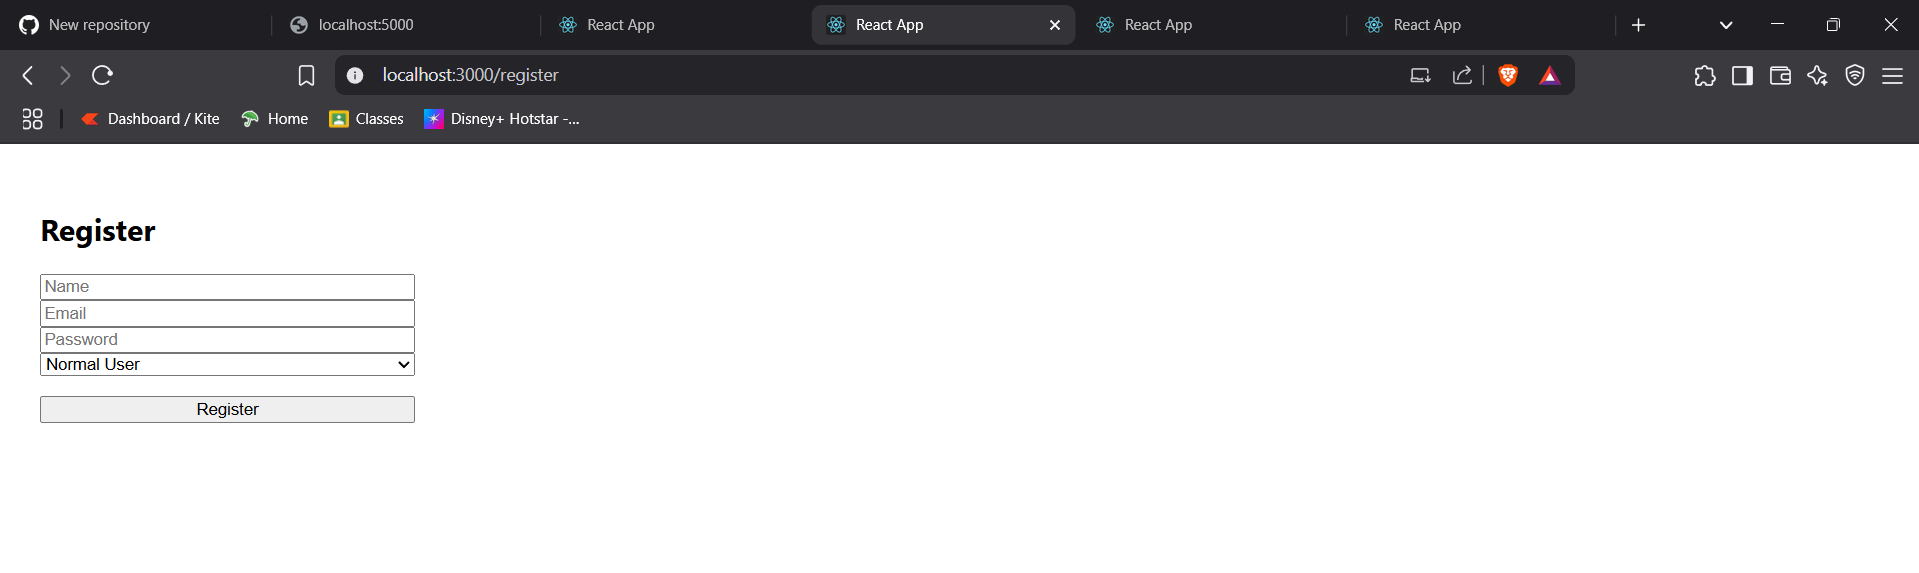 New repository
localhost:5000
React App
React App
React App
React App
localhost:3000/register
Dashboard / Kite
Home
Classes
Disney+ Hotstar -...
Register
Name
Email
Password
Normal User
Register